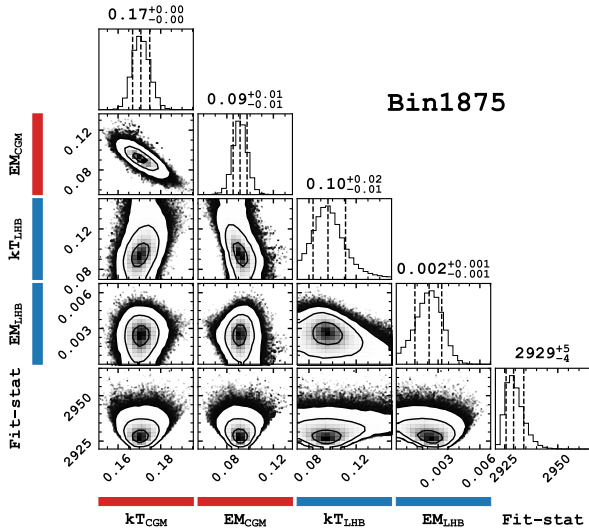 0.17+0.00−0.00
0.09+0.01−0.01
Bin1875
0.10+0.02−0.01
0.002+0.001−0.001
2929+5−4
EMCGM
0.12
0.08
kTLHB
0.12
0.08
EMLHB
0.006
0.003
Fit-stat
2950
2925
0.16 0.18 0.08 0.12 0.08 0.12 0.003 0.006 2925 2950
kTCGM EMCGM kTLHB EMLHB Fit-stat